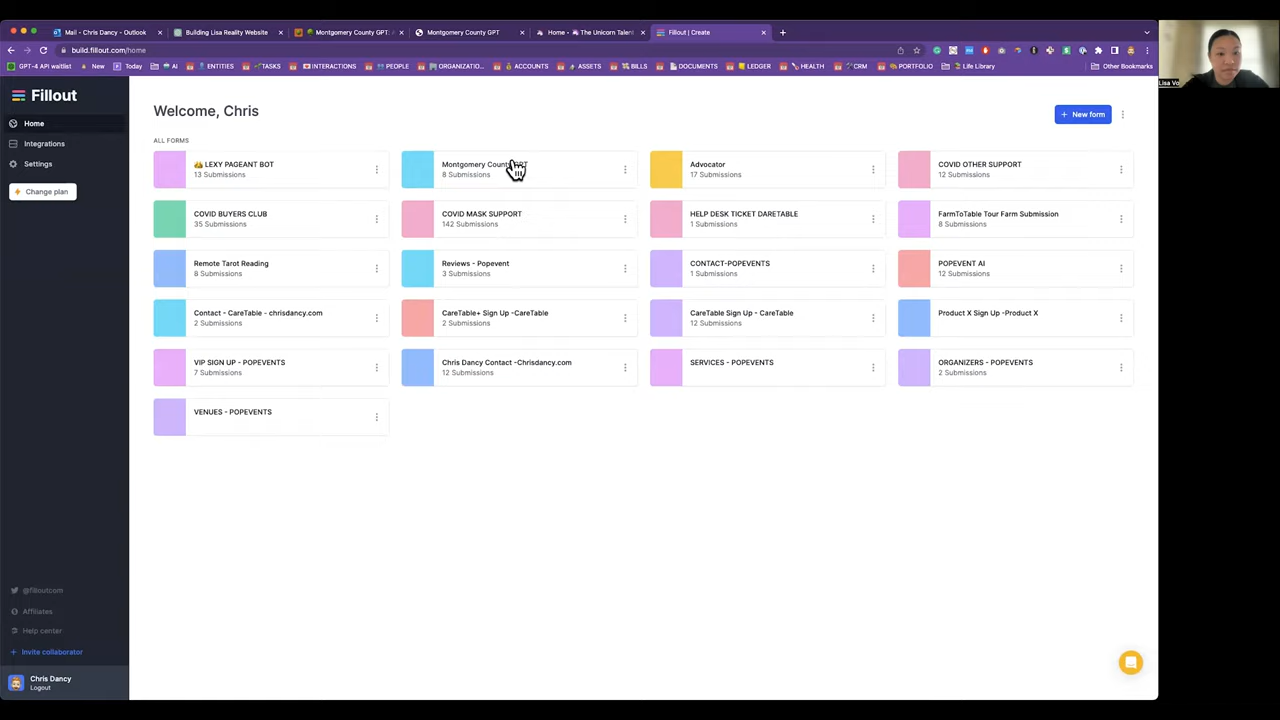 Mail - Chris Dancy - Outlook
Building Lisa Reality Website
Montgomery County GPT: A
Montgomery County GPT
Home - The Unicorn Talent
Fillout | Create
build.fillout.com/home
GPT-4 API waitlist
New
Today
AI
ENTITIES
TASKS
INTERACTIONS
PEOPLE
ORGANIZATIO...
ACCOUNTS
ASSETS
BILLS
DOCUMENTS
LEDGER
HEALTH
CRM
PORTFOLIO
Life Library
Other Bookmarks
Lisa Vo
Fillout
Home
Integrations
Settings
Change plan
Welcome, Chris
+ New form
ALL FORMS
LEXY PAGEANT BOT
13 Submissions
Montgomery County
8 Submissions
Advocator
17 Submissions
COVID OTHER SUPPORT
12 Submissions
COVID BUYERS CLUB
35 Submissions
COVID MASK SUPPORT
142 Submissions
HELP DESK TICKET DARETABLE
1 Submissions
FarmToTable Tour Farm Submission
8 Submissions
Remote Tarot Reading
8 Submissions
Reviews - Popevent
3 Submissions
CONTACT-POPEVENTS
1 Submissions
POPEVENT AI
12 Submissions
Contact - CareTable - chrisdancy.com
2 Submissions
CareTable+ Sign Up -CareTable
2 Submissions
CareTable Sign Up - CareTable
12 Submissions
Product X Sign Up -Product X
VIP SIGN UP - POPEVENTS
7 Submissions
Chris Dancy Contact -Chrisdancy.com
12 Submissions
SERVICES - POPEVENTS
ORGANIZERS - POPEVENTS
2 Submissions
VENUES - POPEVENTS
@filloutcom
Affiliates
Help center
+ Invite collaborator
Chris Dancy
Logout